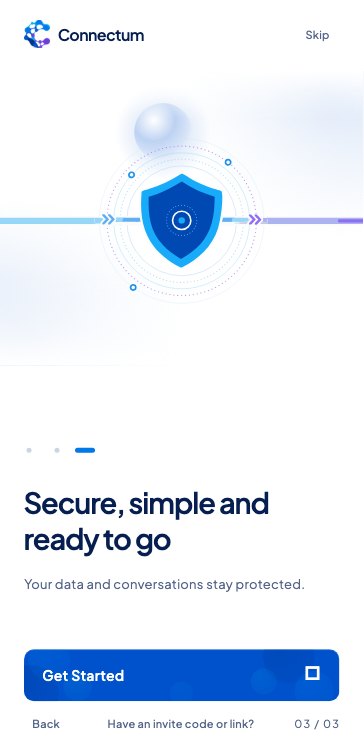 Connectum
Skip
Secure, simple and
ready to go
Your data and conversations stay protected.
Get Started
Back
Have an invite code or link?
03 / 03